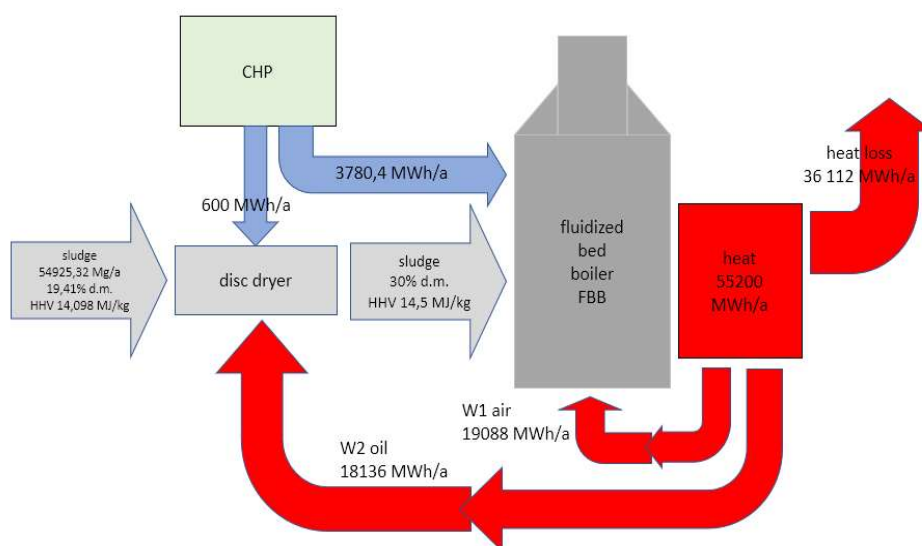 CHP
3780,4 MWh/a
600 MWh/a
heat loss
36 112 MWh/a
sludge
54925,32 Mg/a
19,41% d.m.
HHV 14,098 MJ/kg
disc dryer
sludge
30% d.m.
HHV 14,5 MJ/kg
fluidized
bed
boiler
FBB
heat
55200
MWh/a
W1 air
19088 MWh/a
W2 oil
18136 MWh/a